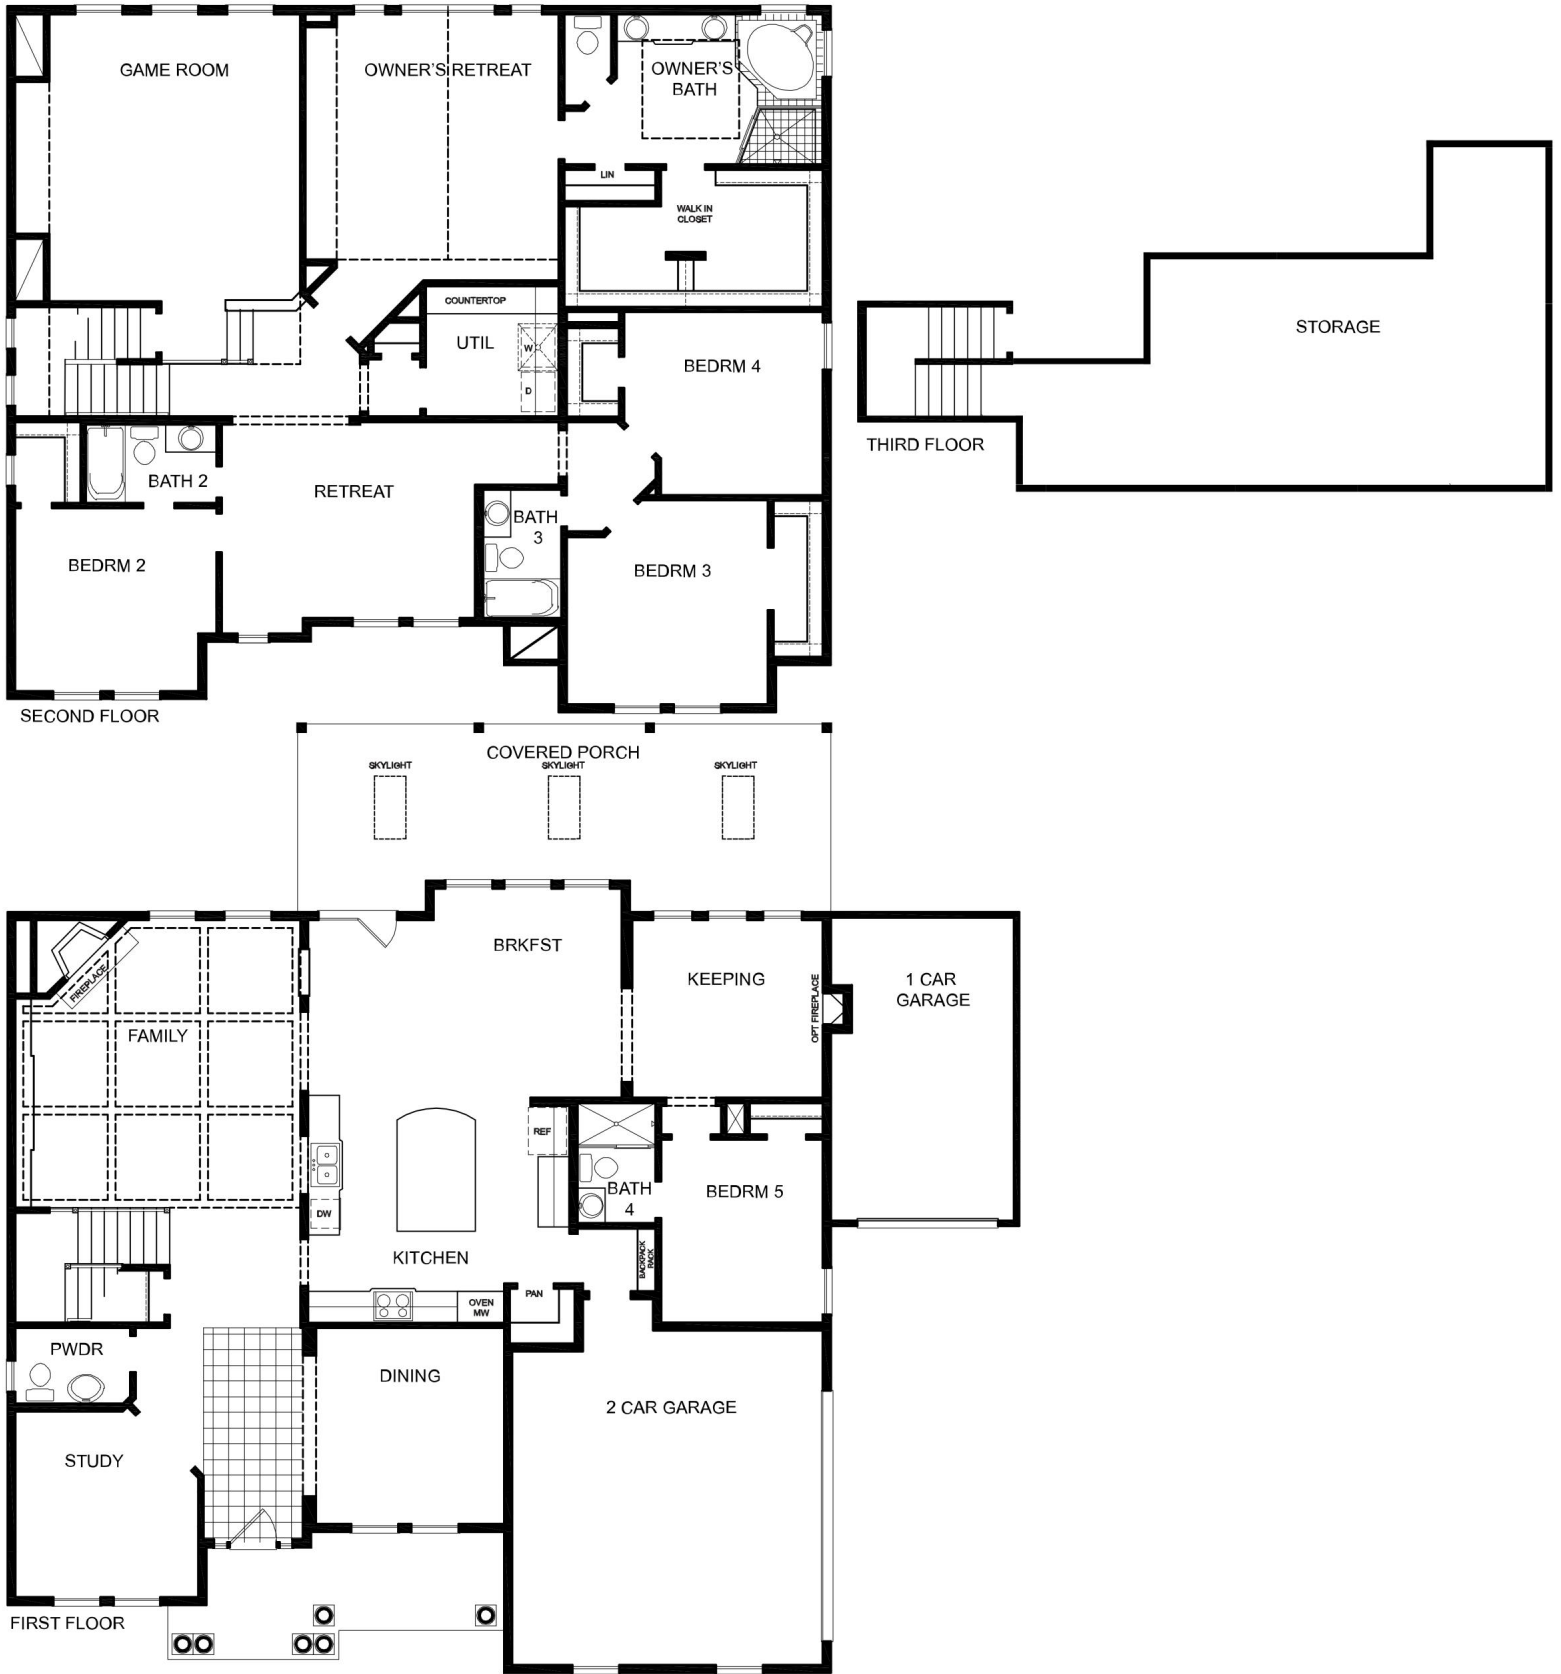 GAME ROOM
OWNER'S RETREAT
OWNER'S
BATH
LIN
WALK IN
CLOSET
COUNTERTOP
UTIL
W
D
BEDRM 4
STORAGE
THIRD FLOOR
BATH 2
RETREAT
BATH
3
BEDRM 2
BEDRM 3
SECOND FLOOR
COVERED PORCH
SKYLIGHT
SKYLIGHT
SKYLIGHT
BRKFST
KEEPING
1 CAR
GARAGE
FIREPLACE
OPT FIREPLACE
FAMILY
REF
BATH
4
BEDRM 5
DW
KITCHEN
BACKPACK
RACK
PAN
OVEN
MW
PWDR
DINING
2 CAR GARAGE
STUDY
FIRST FLOOR